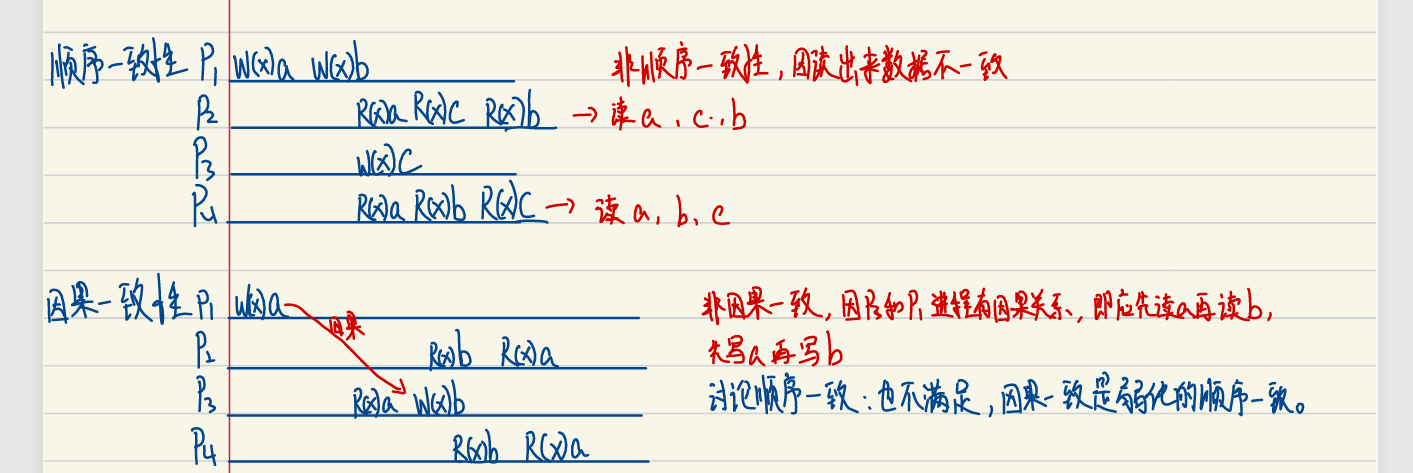 顺序一致性 P1 W(x)a W(x)b 非顺序一致性,因读出来数据不一致
P2 R(x)a R(x)c R(x)b → 读a、c、b
P3 W(x)C
P4 R(x)a R(x)b R(x)C → 读a、b、c
因果一致性 P1 W(x)a 因果 非因果一致,因P3和P1进程有因果关系,即应先读a再读b,
P2 R(x)b R(x)a 先写a再写b
P3 R(x)a W(x)b 讨论顺序一致:也不满足,因果一致是弱化的顺序一致。
P4 R(x)b R(x)a